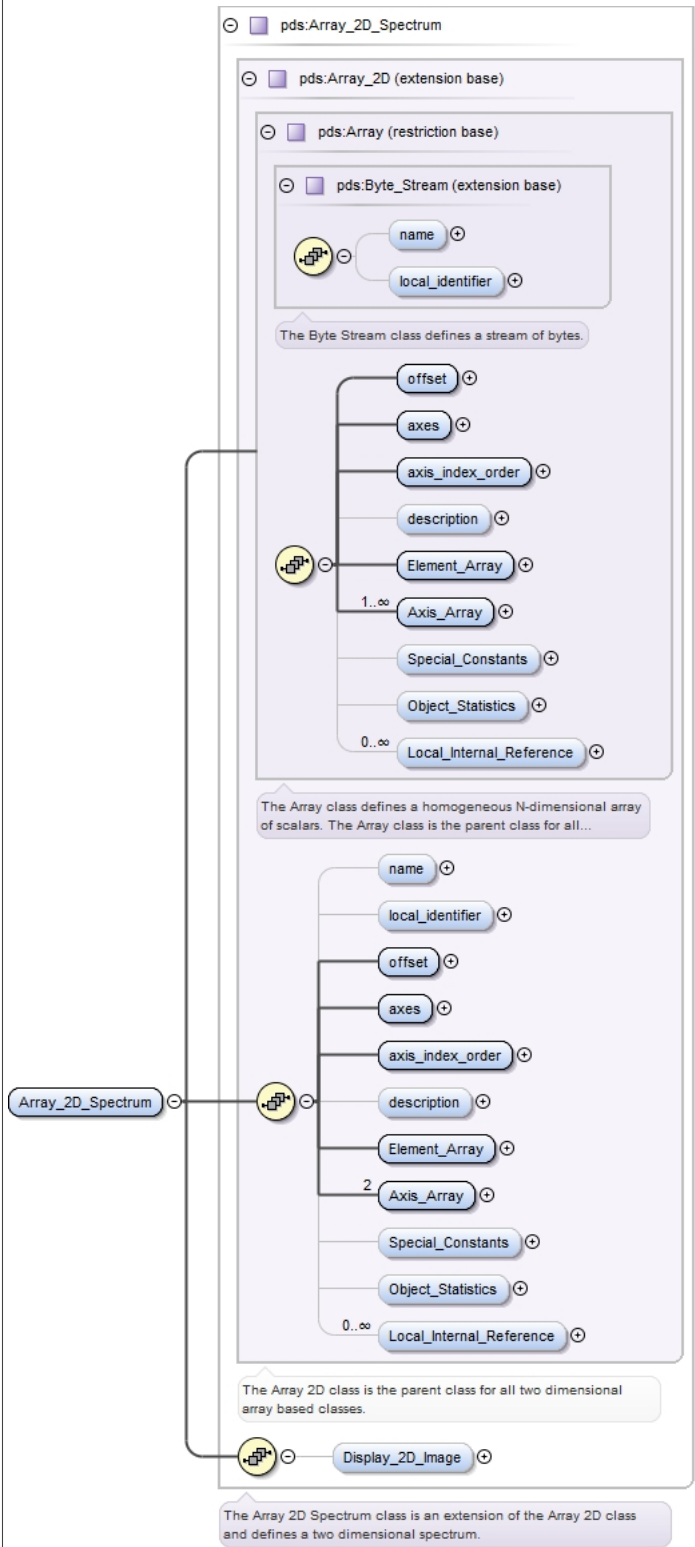 pds:Array_2D_Spectrum
pds:Array_2D (extension base)
pds:Array (restriction base)
pds:Byte_Stream (extension base)
name
local_identifier
The Byte Stream class defines a stream of bytes.
offset
axes
axis_index_order
description
Element_Array
1..∞
Axis_Array
Special_Constants
Object_Statistics
0..∞
Local_Internal_Reference
The Array class defines a homogeneous N-dimensional array
of scalars. The Array class is the parent class for all...
name
local_identifier
offset
axes
axis_index_order
Array_2D_Spectrum
description
Element_Array
2
Axis_Array
Special_Constants
Object_Statistics
0..∞
Local_Internal_Reference
The Array 2D class is the parent class for all two dimensional
array based classes.
Display_2D_Image
The Array 2D Spectrum class is an extension of the Array 2D class
and defines a two dimensional spectrum.